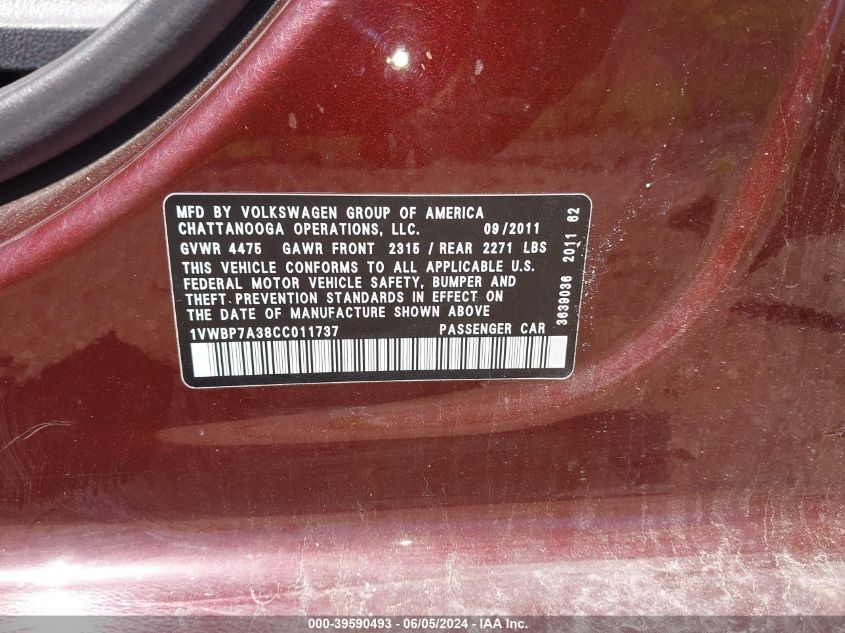 MFD BY VOLKSWAGEN GROUP OF AMERICA
CHATTANOOGA OPERATIONS, LLC. 09/2011
GVWR 4475 GAWR FRONT 2315 / REAR 2271 LBS
THIS VEHICLE CONFORMS TO ALL APPLICABLE U.S.
FEDERAL MOTOR VEHICLE SAFETY, BUMPER AND
THEFT PREVENTION STANDARDS IN EFFECT ON
THE DATE OF MANUFACTURE SHOWN ABOVE
1VWBP7A38CC011737 PASSENGER CAR
3639036 2011 62
000-39590493 - 06/05/2024 - IAA Inc.